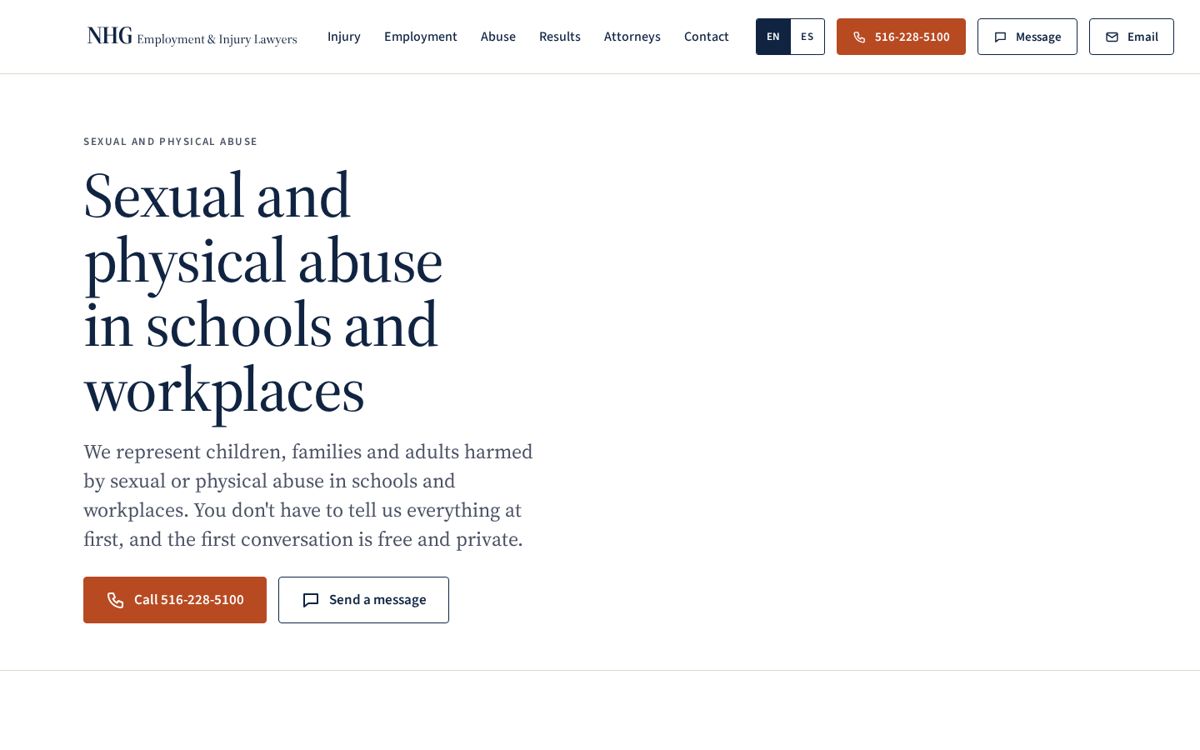 NHG Employment & Injury Lawyers
Injury
Employment
Abuse
Results
Attorneys
Contact
EN
ES
516-228-5100
Message
Email
SEXUAL AND PHYSICAL ABUSE
Sexual and
physical abuse
in schools and
workplaces
We represent children, families and adults harmed
by sexual or physical abuse in schools and
workplaces. You don't have to tell us everything at
first, and the first conversation is free and private.
Call 516-228-5100
Send a message